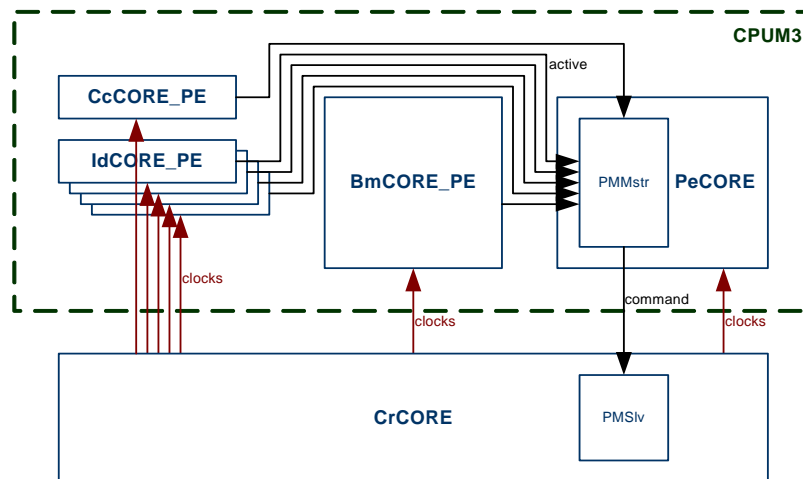 CPUM3
active
CcCORE_PE
IdCORE_PE
BmCORE_PE
PMMstr
PeCORE
clocks
command
clocks
clocks
PMSlv
CrCORE